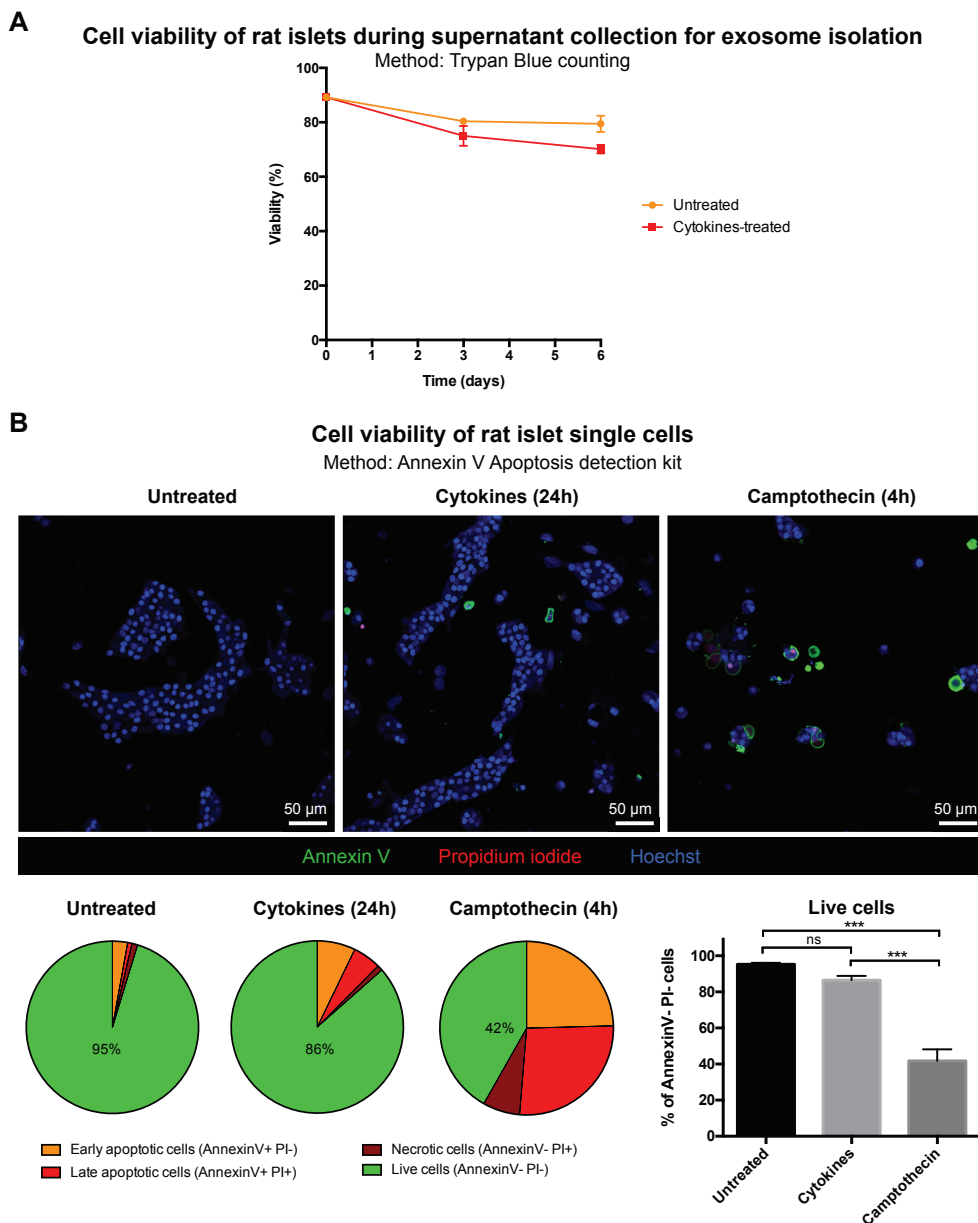 A
Cell viability of rat islets during supernatant collection for exosome isolation
Method: Trypan Blue counting
100
80
60
40
20
0
Viability (%)
0 1 2 3 4 5 6
Time (days)
Untreated
Cytokines-treated
B
Cell viability of rat islet single cells
Method: Annexin V Apoptosis detection kit
Untreated Cytokines (24h) Camptothecin (4h)
50 µm 50 µm 50 µm
Annexin V Propidium iodide Hoechst
Untreated Cytokines (24h) Camptothecin (4h)
95% 86% 42%
Early apoptotic cells (AnnexinV+ PI-)
Late apoptotic cells (AnnexinV+ PI+)
Necrotic cells (AnnexinV- PI+)
Live cells (AnnexinV- PI-)
Live cells
***
ns
***
100
80
60
40
20
0
% of AnnexinV- PI- cells
Untreated
Cytokines
Camptothecin